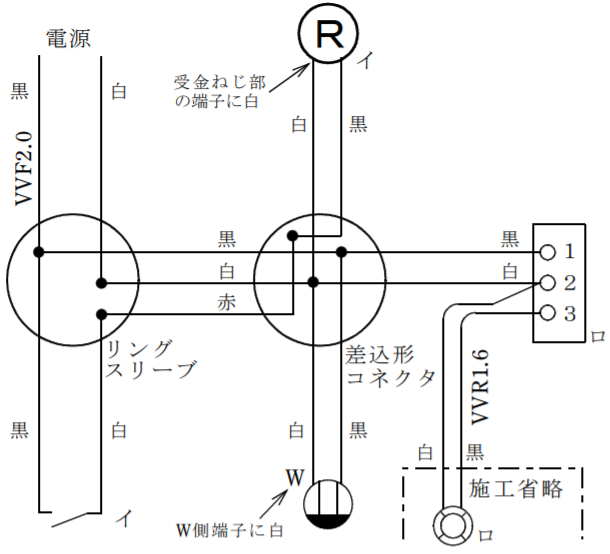 電源
R
イ
受金ねじ部
の端子に白
黒
白
白
黒
VVF2.0
黒
黒
1
白
白
2
赤
3
ロ
リング
スリーブ
差込形
コネクタ
VVR1.6
黒
白
白
黒
白
黒
W
施工省略
イ
W側端子に白
ロ